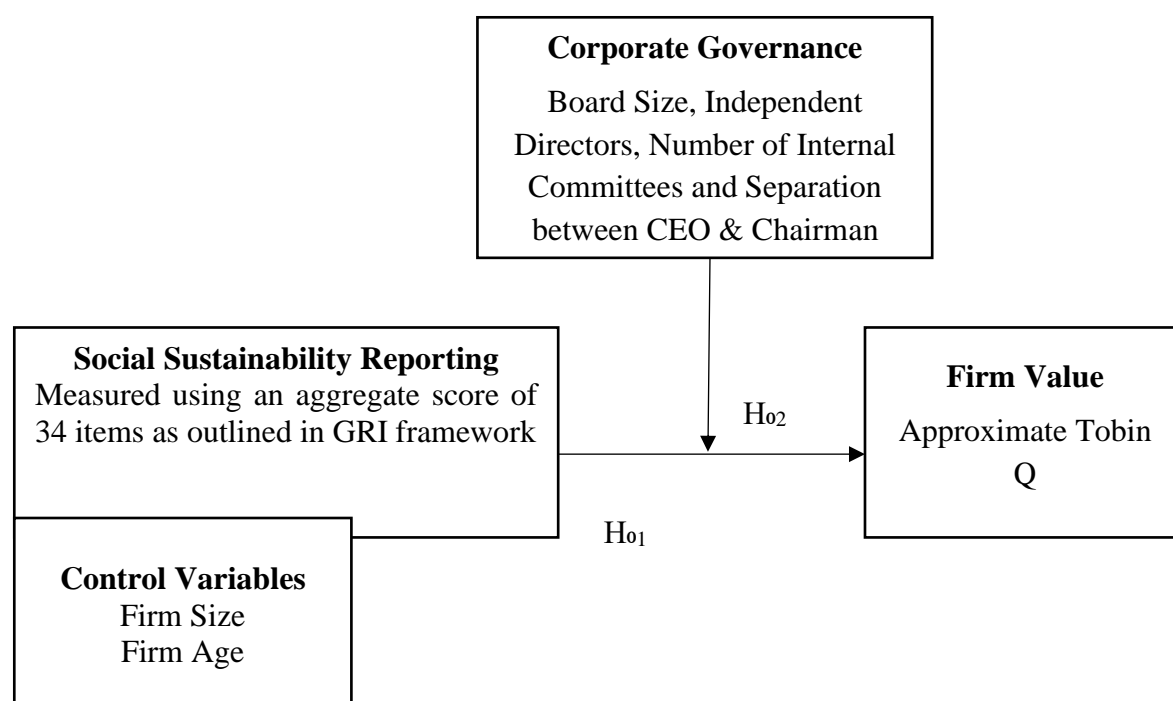 Corporate Governance
Board Size, Independent
Directors, Number of Internal
Committees and Separation
between CEO & Chairman
Social Sustainability Reporting
Measured using an aggregate score of
34 items as outlined in GRI framework
Firm Value
Approximate Tobin
Q
H02
H01
Control Variables
Firm Size
Firm Age